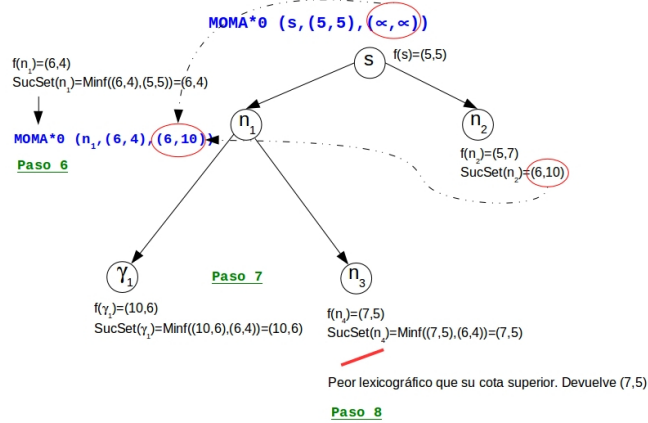 MOMA*0 (s,(5,5),(∞,∞))
f(n1)=(6,4)
SucSet(n1)=Minf((6,4),(5,5))=(6,4)
s
f(s)=(5,5)
n1
n2
MOMA*0 (n1,(6,4),(6,10))
Paso 6
f(n2)=(5,7)
SucSet(n2)=(6,10)
γ1
Paso 7
n3
f(γ1)=(10,6)
SucSet(γ1)=Minf((10,6),(6,4))=(10,6)
f(n4)=(7,5)
SucSet(n4)=Minf((7,5),(6,4))=(7,5)
Peor lexicográfico que su cota superior. Devuelve (7,5)
Paso 8